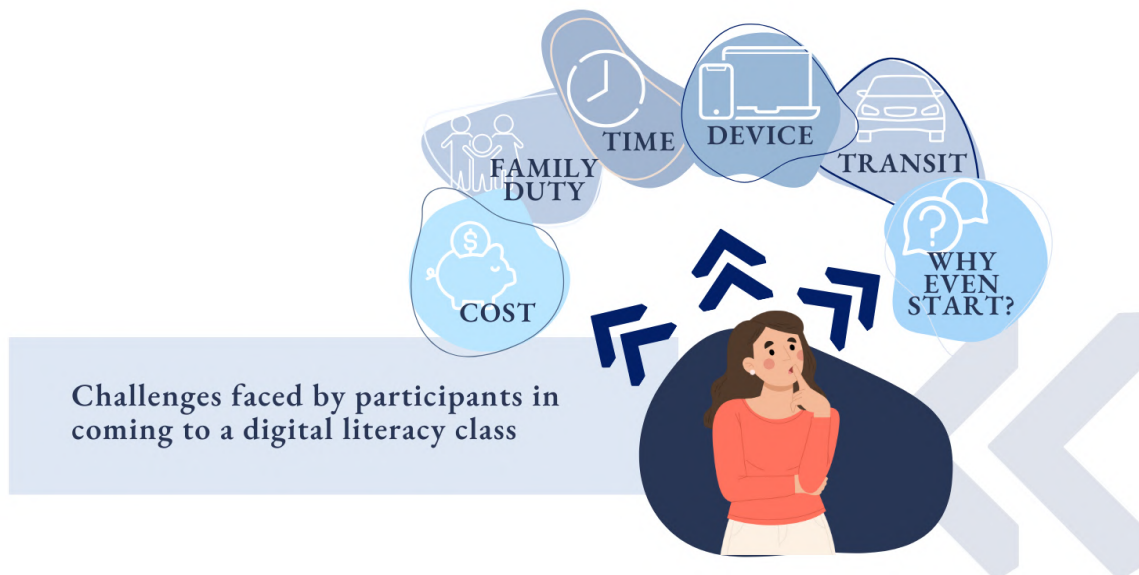 COST
FAMILY
DUTY
TIME
DEVICE
TRANSIT
WHY
EVEN
START?
$
?
Challenges faced by participants in
coming to a digital literacy class